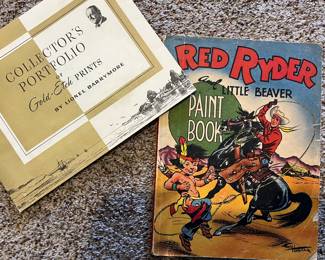 COLLECTOR'S
PORTFOLIO
OF
Gold-Etch PRINTS
BY LIONEL BARRYMORE
RED RYDER
and
LITTLE BEAVER
PAINT
BOOK